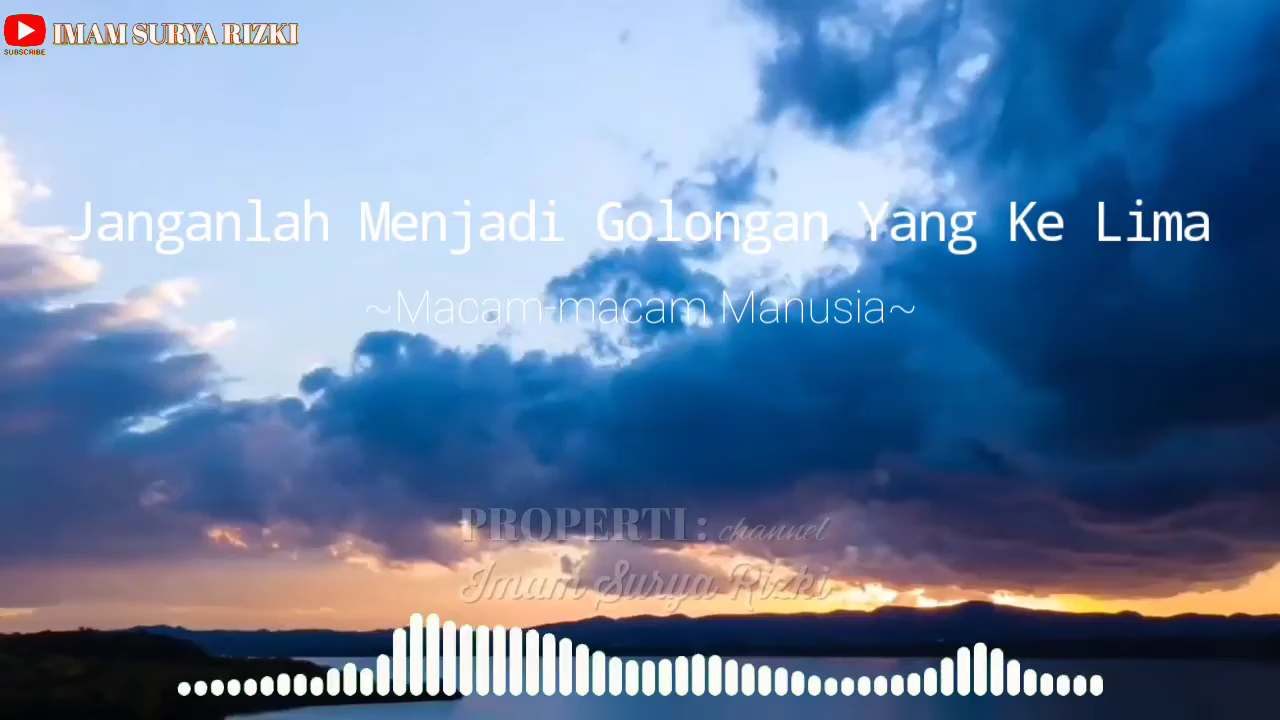 IMAM SURYA RIZKI
SUBSCRIBE
Janganlah Menjadi Golongan Yang Ke Lima
~Macam-macam Manusia~
PROPERTI : channel
Imam Surya Rizki